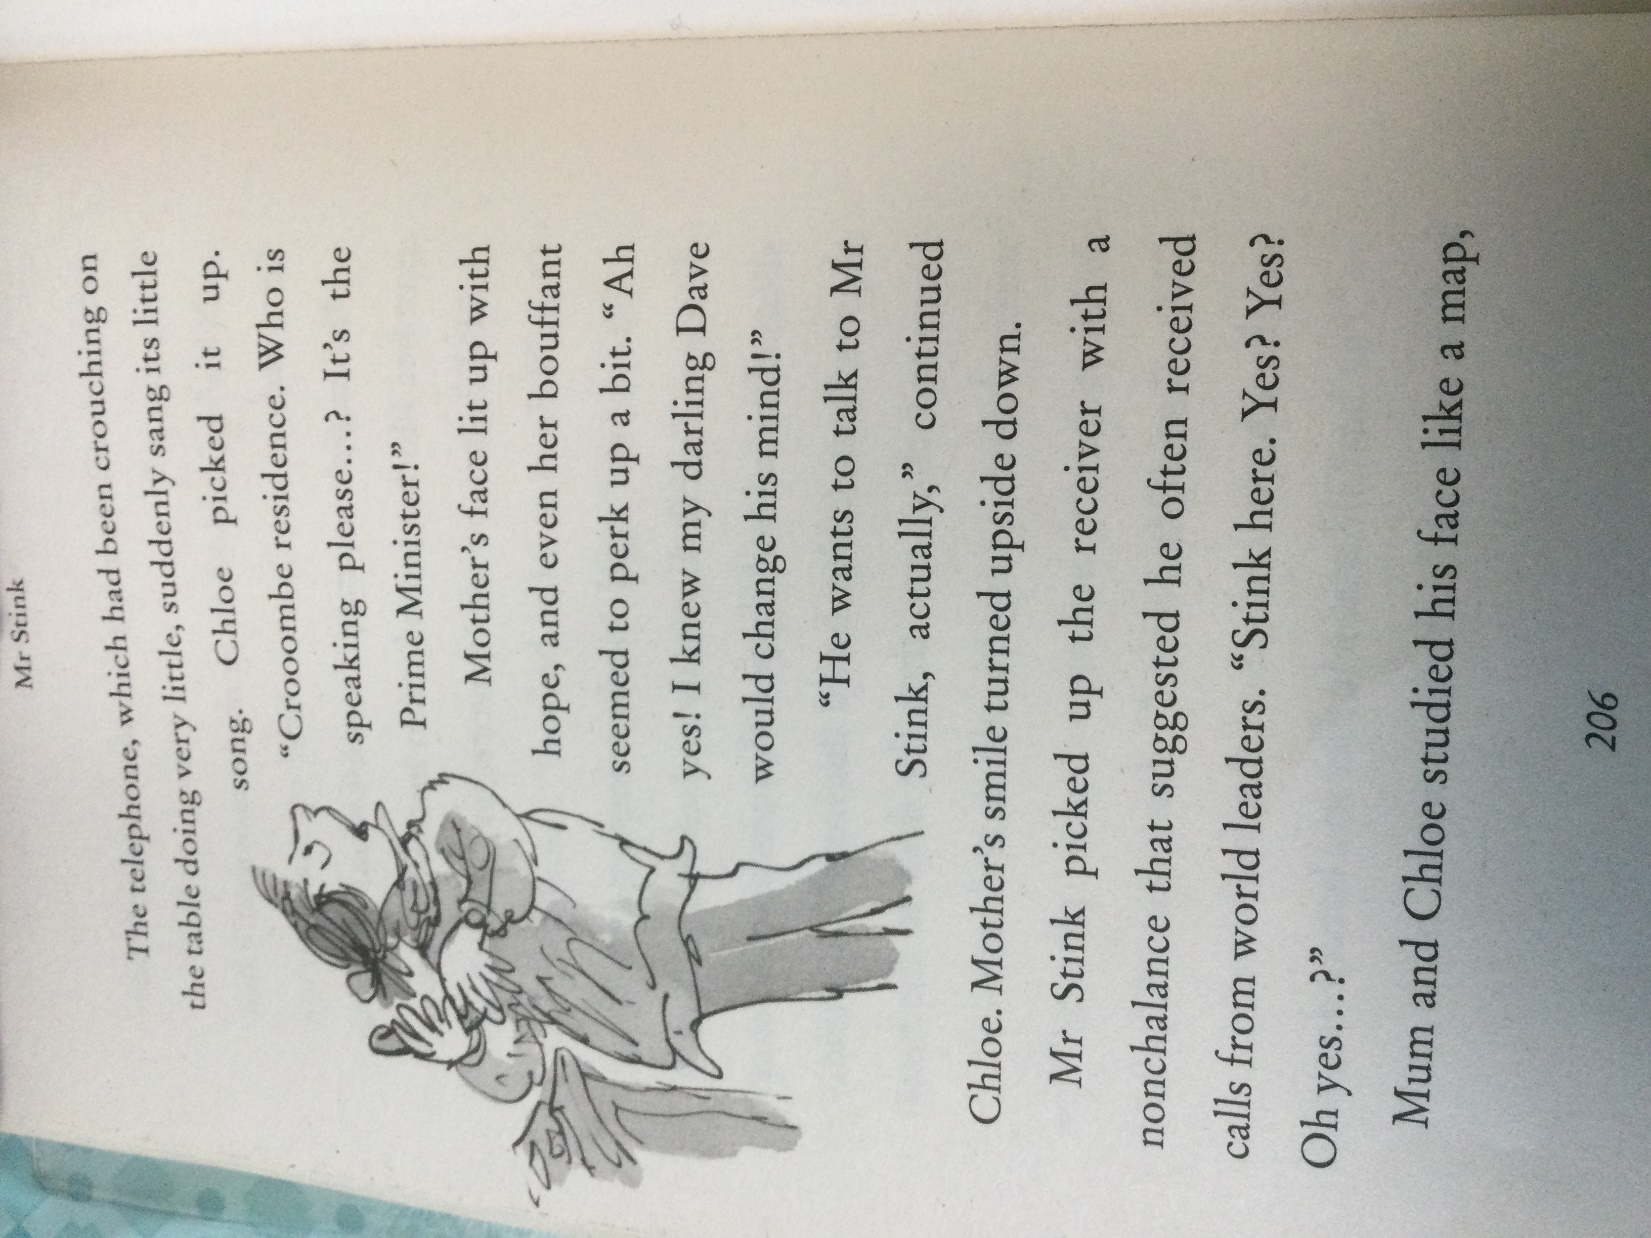 Mr Stink
The telephone, which had been crouching on
the table doing very little, suddenly sang its little
song. Chloe picked it up.
“Crooombe residence. Who is
speaking please…? It’s the
Prime Minister!”
Mother’s face lit up with
hope, and even her bouffant
seemed to perk up a bit. “Ah
yes! I knew my darling Dave
would change his mind!”
“He wants to talk to Mr
Stink, actually,” continued
Chloe. Mother’s smile turned upside down.
Mr Stink picked up the receiver with a
nonchalance that suggested he often received
calls from world leaders. “Stink here. Yes? Yes?
Oh yes…?”
Mum and Chloe studied his face like a map,
206